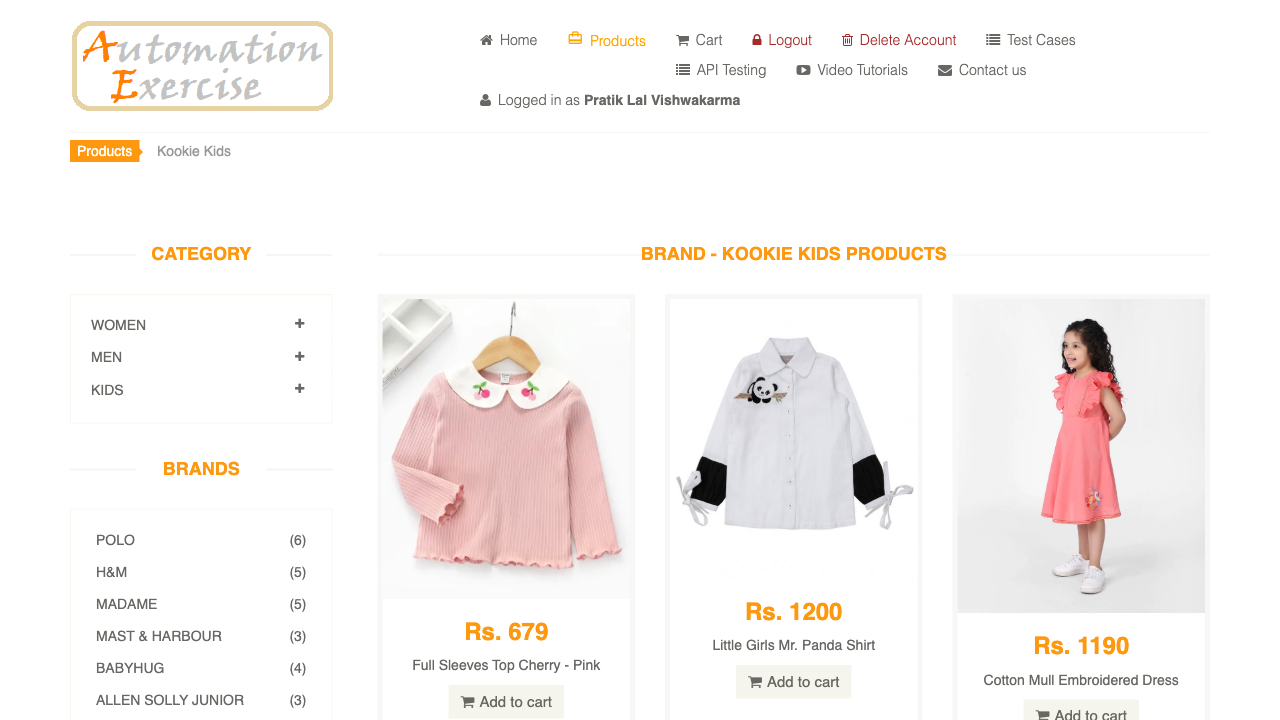 Automation
Exercise
Home
Products
Cart
Logout
Delete Account
Test Cases
API Testing
Video Tutorials
Contact us
Logged in as Pratik Lal Vishwakarma
Products
Kookie Kids
CATEGORY
WOMEN
MEN
KIDS
BRANDS
POLO (6)
H&M (5)
MADAME (5)
MAST & HARBOUR (3)
BABYHUG (4)
ALLEN SOLLY JUNIOR (3)
BRAND - KOOKIE KIDS PRODUCTS
Rs. 679
Full Sleeves Top Cherry - Pink
Add to cart
Rs. 1200
Little Girls Mr. Panda Shirt
Add to cart
Rs. 1190
Cotton Mull Embroidered Dress
Add to cart